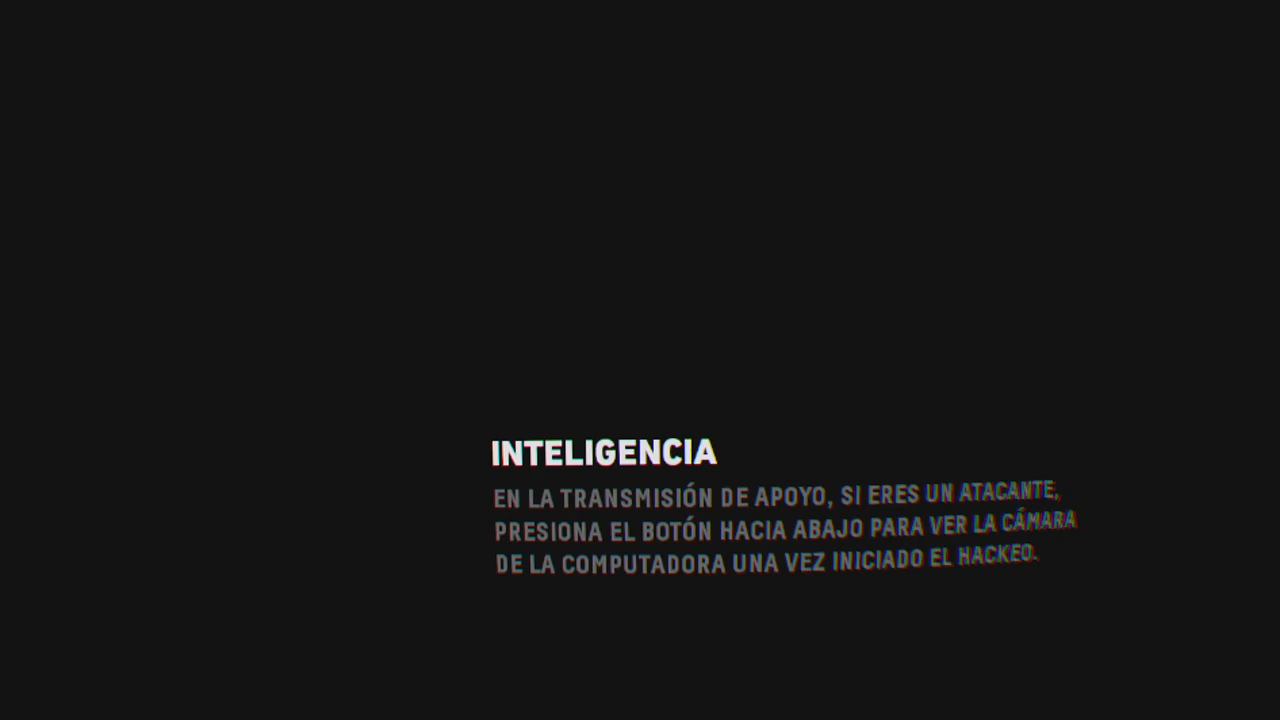 INTELIGENCIA
EN LA TRANSMISIÓN DE APOYO, SI ERES UN ATACANTE,
PRESIONA EL BOTÓN HACIA ABAJO PARA VER LA CÁMARA
DE LA COMPUTADORA UNA VEZ INICIADO EL HACKEO.